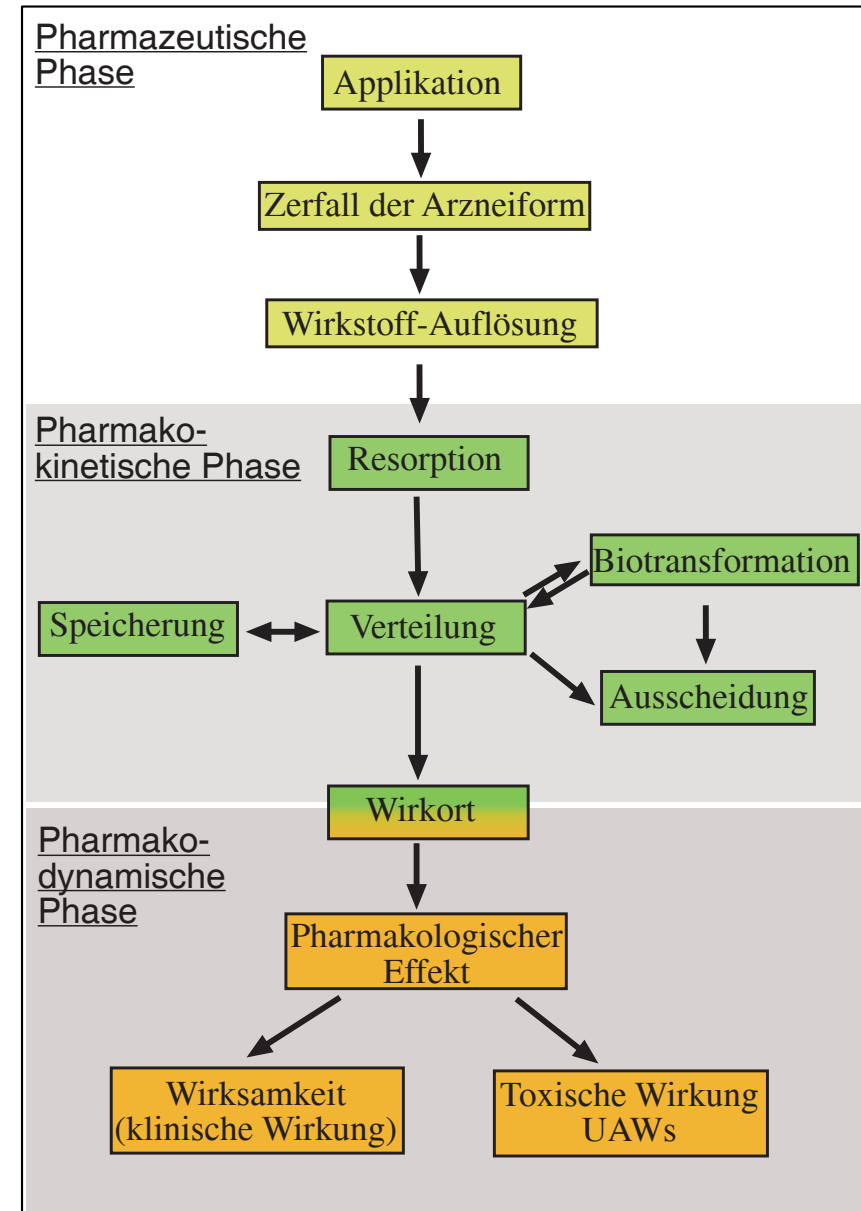 Pharmazeutische
Phase
Applikation
Zerfall der Arzneiform
Wirkstoff-Auflösung
Pharmako-
kinetische Phase
Resorption
Biotransformation
Speicherung
Verteilung
Ausscheidung
Wirkort
Pharmako-
dynamische
Phase
Pharmakologischer
Effekt
Wirksamkeit
(klinische Wirkung)
Toxische Wirkung
UAWs